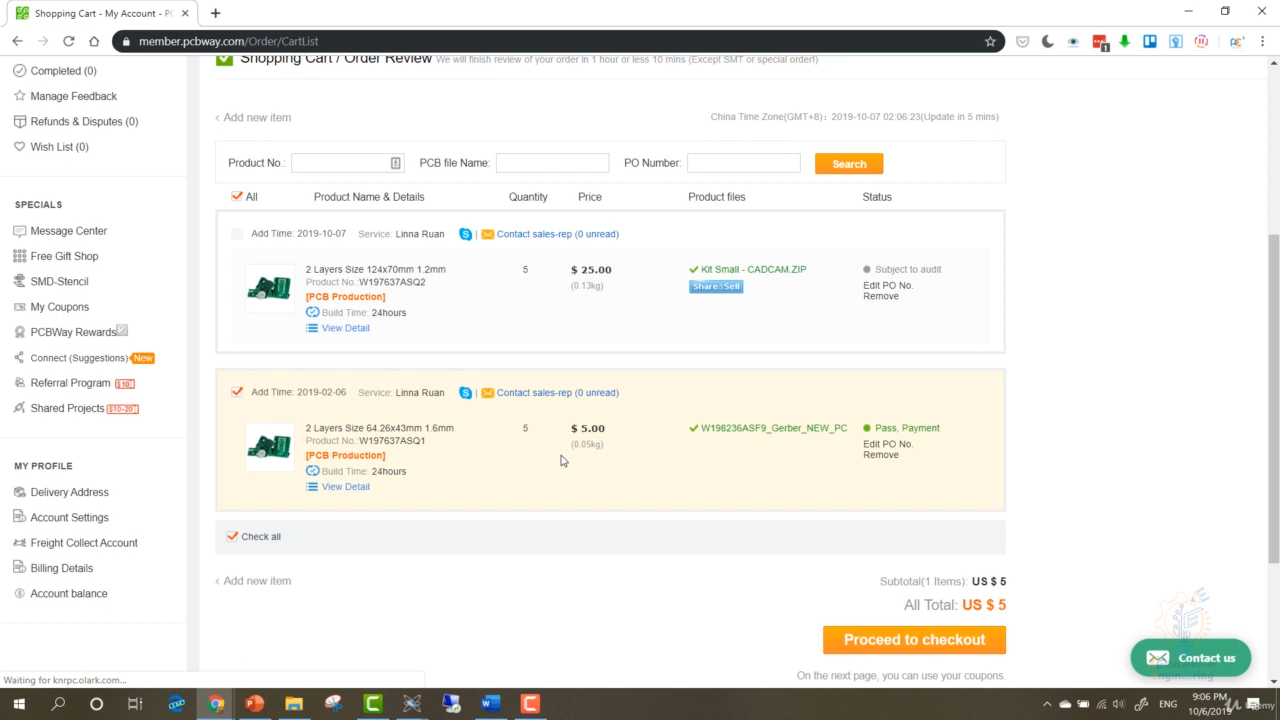 Shopping Cart - My Account - P
member.pcbway.com/Order/CartList
1
Completed (0)
Manage Feedback
Refunds & Disputes (0)
Wish List (0)
SPECIALS
Message Center
Free Gift Shop
SMD-Stencil
My Coupons
PCBWay Rewards
Connect (Suggestions) New
Referral Program
Shared Projects $10-20
MY PROFILE
Delivery Address
Account Settings
Freight Collect Account
Billing Details
Account balance
Shopping Cart / Order Review We will finish review of your order in 1 hour or less 10 mins (Except SMT or special order!)
< Add new item
China Time Zone(GMT+8): 2019-10-07 02:06:23(Update in 5 mins)
Product No.: PCB file Name: PO Number: Search
All Product Name & Details Quantity Price Product files Status
Add Time: 2019-10-07 Service: Linna Ruan | Contact sales-rep (0 unread)
2 Layers Size 124x70mm 1.2mm 5 $ 25.00 Kit Small - CADCAM.ZIP Subject to audit
Product No.:W197637ASQ2 (0.13kg) Share&Sell Edit PO No.
[PCB Production] Remove
Build Time: 24hours
View Detail
Add Time: 2019-02-06 Service: Linna Ruan | Contact sales-rep (0 unread)
2 Layers Size 64.26x43mm 1.6mm 5 $ 5.00 W198236ASF9_Gerber_NEW_PC Pass, Payment
Product No.:W197637ASQ1 (0.05kg) Edit PO No.
[PCB Production] Remove
Build Time: 24hours
View Detail
Check all
< Add new item
Subtotal(1 Items): US $ 5
All Total: US $ 5
Proceed to checkout
On the next page, you can use your coupons.
Contact us
Waiting for knrpc.olark.com...
ENG
9:06 PM
10/6/2019
Udemy